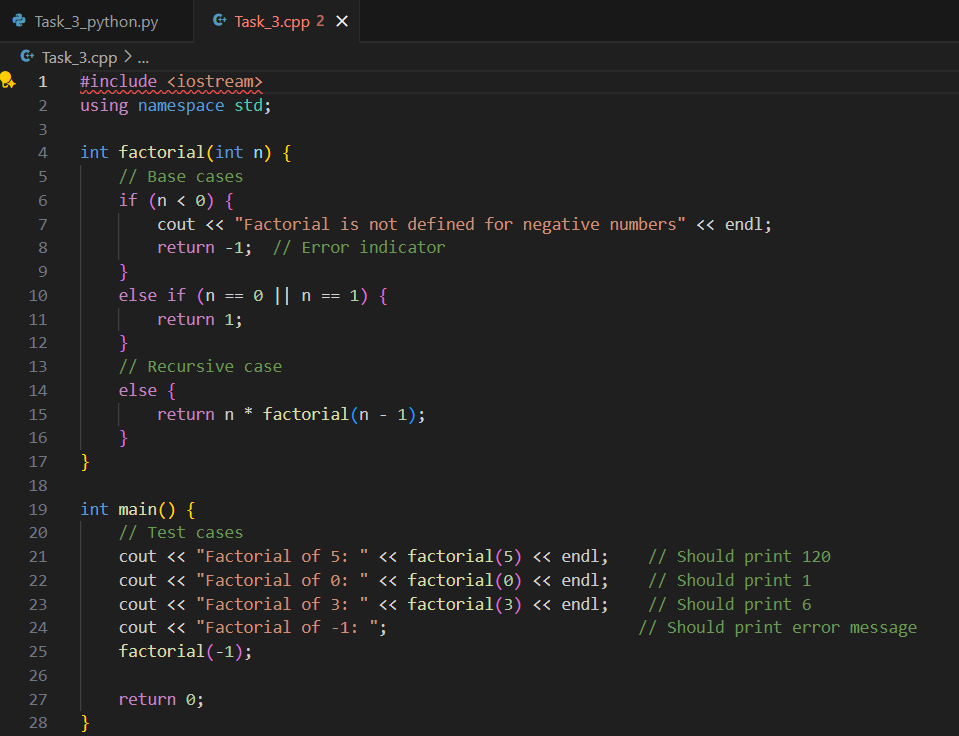 Task_3_python.py Task_3.cpp 2 ×
Task_3.cpp > ...
1 #include <iostream>
2 using namespace std;
3
4 int factorial(int n) {
5     // Base cases
6     if (n < 0) {
7         cout << "Factorial is not defined for negative numbers" << endl;
8         return -1;  // Error indicator
9     }
10     else if (n == 0 || n == 1) {
11         return 1;
12     }
13     // Recursive case
14     else {
15         return n * factorial(n - 1);
16     }
17 }
18
19 int main() {
20     // Test cases
21     cout << "Factorial of 5: " << factorial(5) << endl;    // Should print 120
22     cout << "Factorial of 0: " << factorial(0) << endl;    // Should print 1
23     cout << "Factorial of 3: " << factorial(3) << endl;    // Should print 6
24     cout << "Factorial of -1: ";                          // Should print error message
25     factorial(-1);
26
27     return 0;
28 }